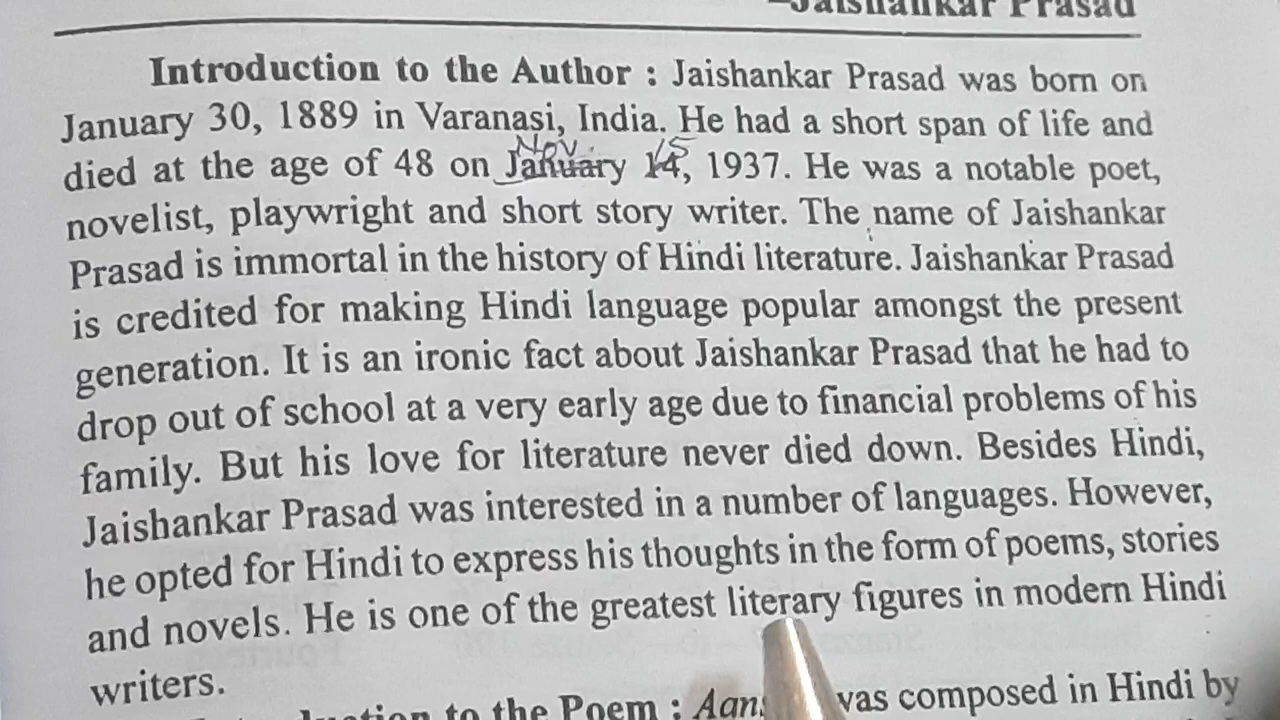 –Jaishankar Prasad
Introduction to the Author : Jaishankar Prasad was born on
January 30, 1889 in Varanasi, India. He had a short span of life and
Nov. 15
died at the age of 48 on January 14, 1937. He was a notable poet,
novelist, playwright and short story writer. The name of Jaishankar
Prasad is immortal in the history of Hindi literature. Jaishankar Prasad
is credited for making Hindi language popular amongst the present
generation. It is an ironic fact about Jaishankar Prasad that he had to
drop out of school at a very early age due to financial problems of his
family. But his love for literature never died down. Besides Hindi,
Jaishankar Prasad was interested in a number of languages. However,
he opted for Hindi to express his thoughts in the form of poems, stories
and novels. He is one of the greatest literary figures in modern Hindi
writers.
to the Poem : composed in Hindi by